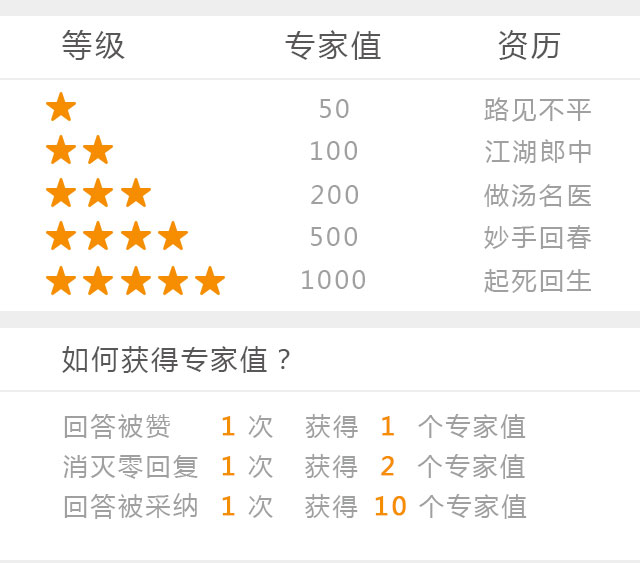 等级 专家值 资历
50 路见不平
100 江湖郎中
200 做汤名医
500 妙手回春
1000 起死回生
如何获得专家值？
回答被赞 1 次 获得 1 个专家值
消灭零回复 1 次 获得 2 个专家值
回答被采纳 1 次 获得 10 个专家值